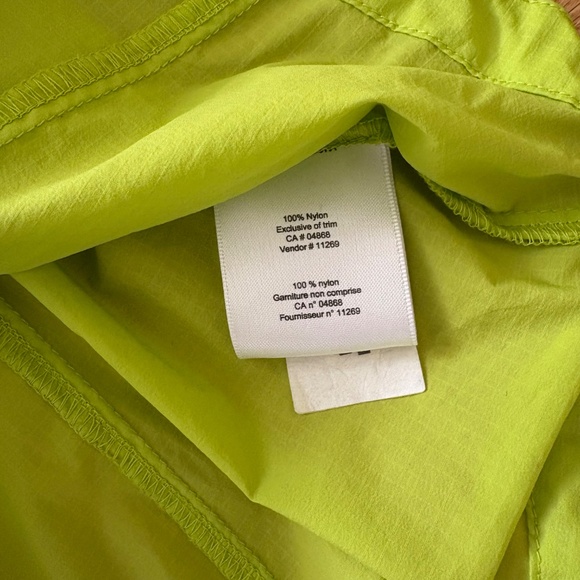 100% Nylon
Exclusive of trim
CA # 04868
Vendor # 11269
100 % nylon
Garniture non comprise
CA n° 04868
Fournisseur n° 11269